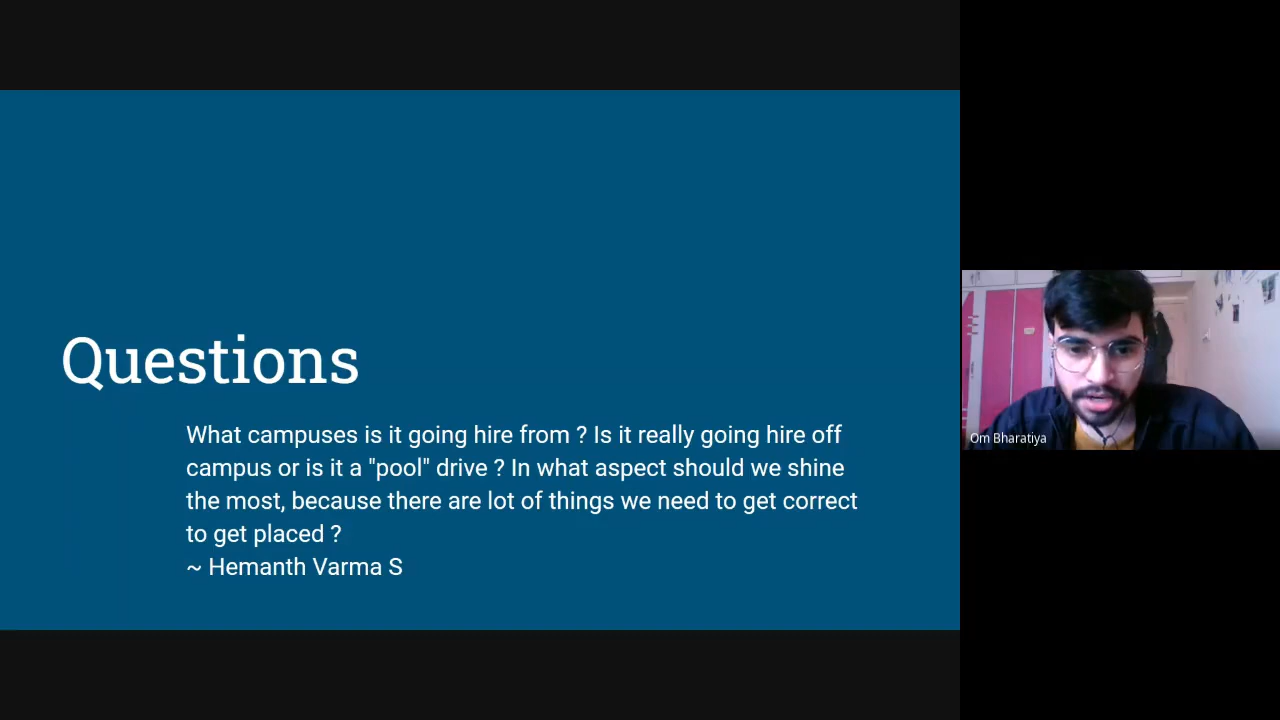 Questions
What campuses is it going hire from ? Is it really going hire off
campus or is it a "pool" drive ? In what aspect should we shine
the most, because there are lot of things we need to get correct
to get placed ?
~ Hemanth Varma S
Om Bharatiya